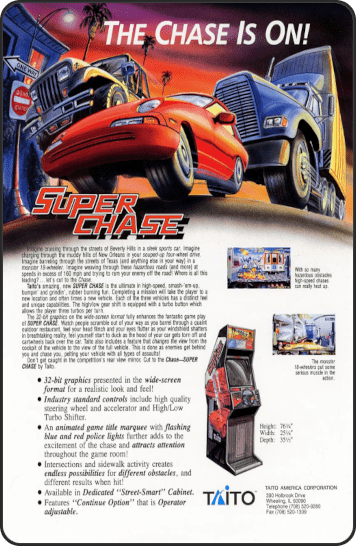 THE CHASE IS ON!
ONE WAY
SUPER
CHASE
Imagine cruising through the streets of Beverly Hills in a sleek sports car. Imagine
charging through the muddy hills of New Orleans in your souped-up four-wheel drive.
Imagine barreling through the streets of Texas (and anything else in your way) in a
monster 18-wheeler. Imagine weaving through these hazardous roads (and more) at
speeds in excess of 100 mph and trying to ram your enemy off the road! Where is all this
leading? ... let's cut to the Chase.
Taito's amazing, new SUPER CHASE is the ultimate in high-speed, smash-'em-up,
bumpin' and grindin', rubber burning fun. Completing a mission will take the player to a
new location and often times a new vehicle. Each of the three vehicles has a distinct feel
and unique capabilities. The high/low gear shift is equipped with a turbo button which
allows the player three turbos per turn.
The 32-bit graphics on the wide-screen format fully enhances the fantastic game play
of SUPER CHASE. Watch people scramble out of your way as you barrel through a
outdoor restaurant, feel your head flinch and your eyes flutter as your windshield shatters
in breathtaking reality, feel yourself start to duck as the hood of your car gets torn off and
cartwheels back over the car. Taito also includes a feature that changes the view from the
cockpit of the vehicle to the view of the full vehicle. This is done as enemies get behind
you and chase you, pelting your vehicle with all types of assaults!
Don't get caught in the competition's rear view mirror. Cut to the Chase—SUPER
CHASE by Taito.
With so many
hazardous obstacles
high-speed chases
can really heat up.
The monster
18-wheelers put some
serious muscle in the
action.
• 32-bit graphics presented in the wide-screen
format for a realistic look and feel!
• Industry standard controls include high quality
steering wheel and accelerator and High/Low
Turbo Shifter.
• An animated game title marquee with flashing
blue and red police lights further adds to the
excitement of the chase and attracts attention
throughout the game room!
• Intersections and sidewalk activity creates
endless possibilities for different obstacles, and
different results when hit!
• Available in Dedicated "Street-Smart" Cabinet.
• Features "Continue Option" that is Operator
adjustable.
Height: 76¾"
Width: 25¼"
Depth: 33½"
TAITO
TAITO AMERICA CORPORATION
390 Holbrook Drive
Wheeling, IL 60090
Telephone (708) 520-9280
Fax (708) 520-1309